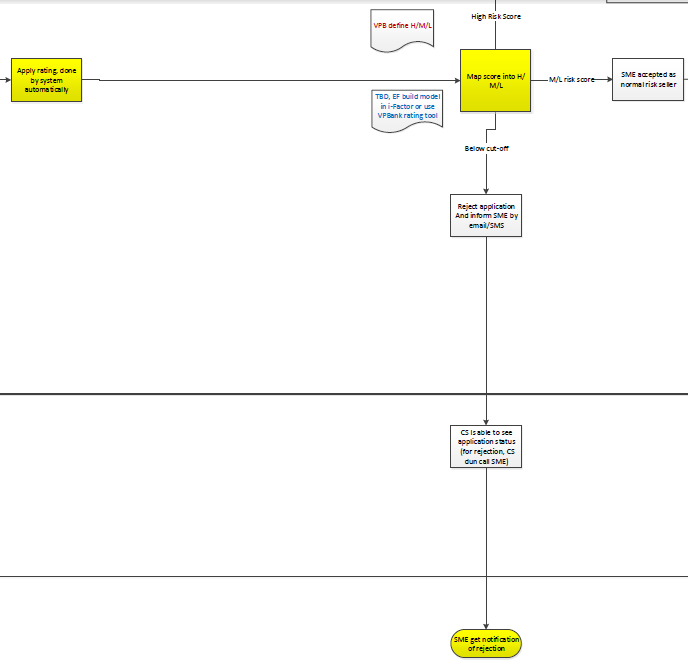 High Risk Score
VPB define H/M/L
Apply rating, done
by system
automatically
Map score into H/
M/L
M/L risk score
SME accepted as
normal risk seller
TBD, EF build model
in i-Factor or use
VPBank rating tool
Below cut-off
Reject application
And inform SME by
email/SMS
CS is able to see
application status
(for rejection, CS
dun call SME)
SME get notification
of rejection